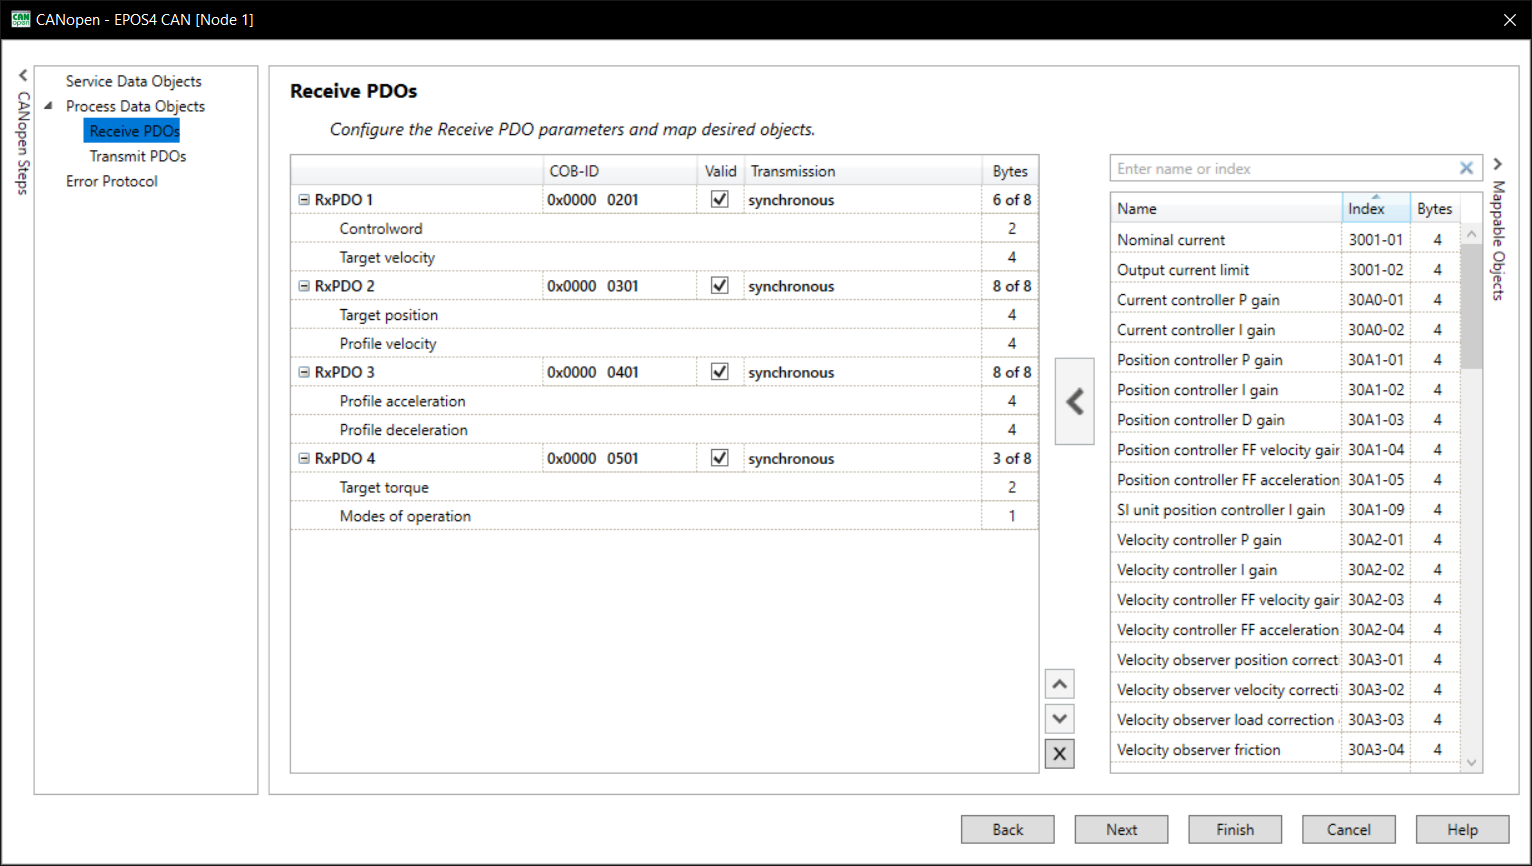 CANopen - EPOS4 CAN [Node 1]
CANopen Steps
Service Data Objects
Process Data Objects
Receive PDOs
Transmit PDOs
Error Protocol
Receive PDOs
Configure the Receive PDO parameters and map desired objects.
COB-ID Valid Transmission Bytes
RxPDO 1 0x0000 0201 synchronous 6 of 8
Controlword 2
Target velocity 4
RxPDO 2 0x0000 0301 synchronous 8 of 8
Target position 4
Profile velocity 4
RxPDO 3 0x0000 0401 synchronous 8 of 8
Profile acceleration 4
Profile deceleration 4
RxPDO 4 0x0000 0501 synchronous 3 of 8
Target torque 2
Modes of operation 1
Enter name or index
Name Index Bytes
Nominal current 3001-01 4
Output current limit 3001-02 4
Current controller P gain 30A0-01 4
Current controller I gain 30A0-02 4
Position controller P gain 30A1-01 4
Position controller I gain 30A1-02 4
Position controller D gain 30A1-03 4
Position controller FF velocity gair 30A1-04 4
Position controller FF acceleration 30A1-05 4
SI unit position controller I gain 30A1-09 4
Velocity controller P gain 30A2-01 4
Velocity controller I gain 30A2-02 4
Velocity controller FF velocity gair 30A2-03 4
Velocity controller FF acceleration 30A2-04 4
Velocity observer position correct 30A3-01 4
Velocity observer velocity correcti 30A3-02 4
Velocity observer load correction 30A3-03 4
Velocity observer friction 30A3-04 4
Mappable Objects
Back Next Finish Cancel Help